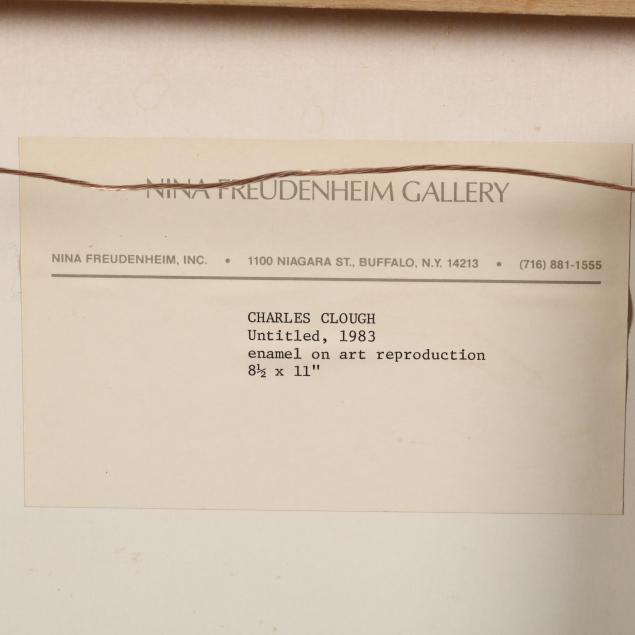 NINA FREUDENHEIM GALLERY
NINA FREUDENHEIM, INC. • 1100 NIAGARA ST., BUFFALO, N.Y. 14213 • (716) 881-1555
CHARLES CLOUGH
Untitled, 1983
enamel on art reproduction
8½ x 11"